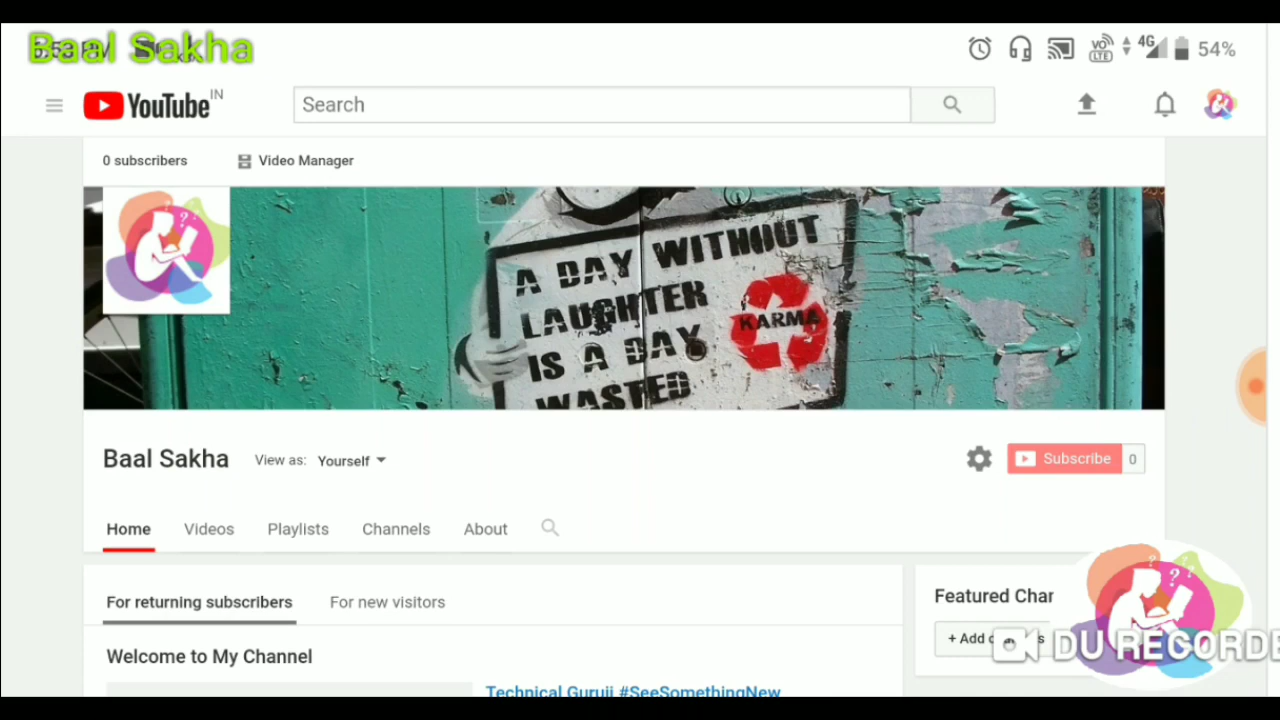 Baal Sakha
VO LTE 4G 54%
YouTube IN
Search
0 subscribers
Video Manager
A DAY WITHOUT
LAUGHTER
IS A DAY
WASTED
KARMA
Baal Sakha
View as: Yourself
Subscribe 0
Home Videos Playlists Channels About
For returning subscribers
For new visitors
Featured Char
+ Add
Welcome to My Channel
Technical Guruji #SeeSomethingNew
DU RECORDE